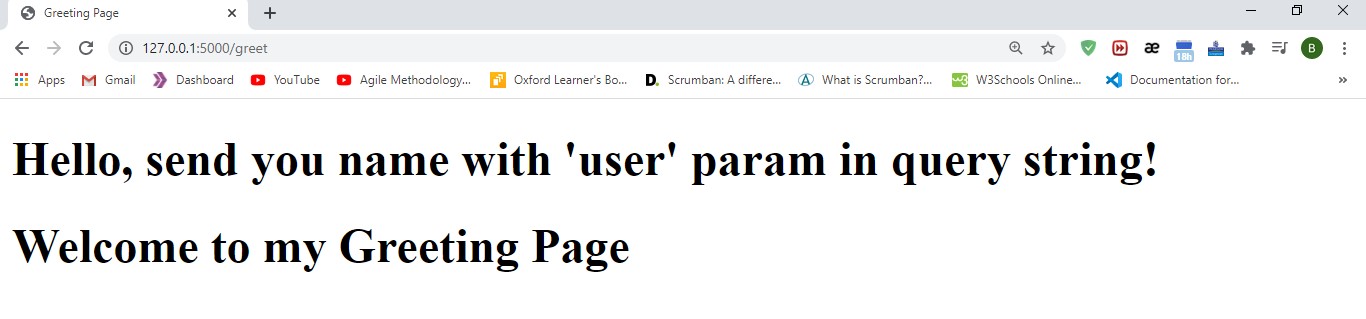 Greeting Page
127.0.0.1:5000/greet
18h B
Apps Gmail Dashboard YouTube Agile Methodology... Oxford Learner's Bo... D. Scrumban: A differe... What is Scrumban?... W3Schools Online... Documentation for... »
Hello, send you name with 'user' param in query string!
Welcome to my Greeting Page